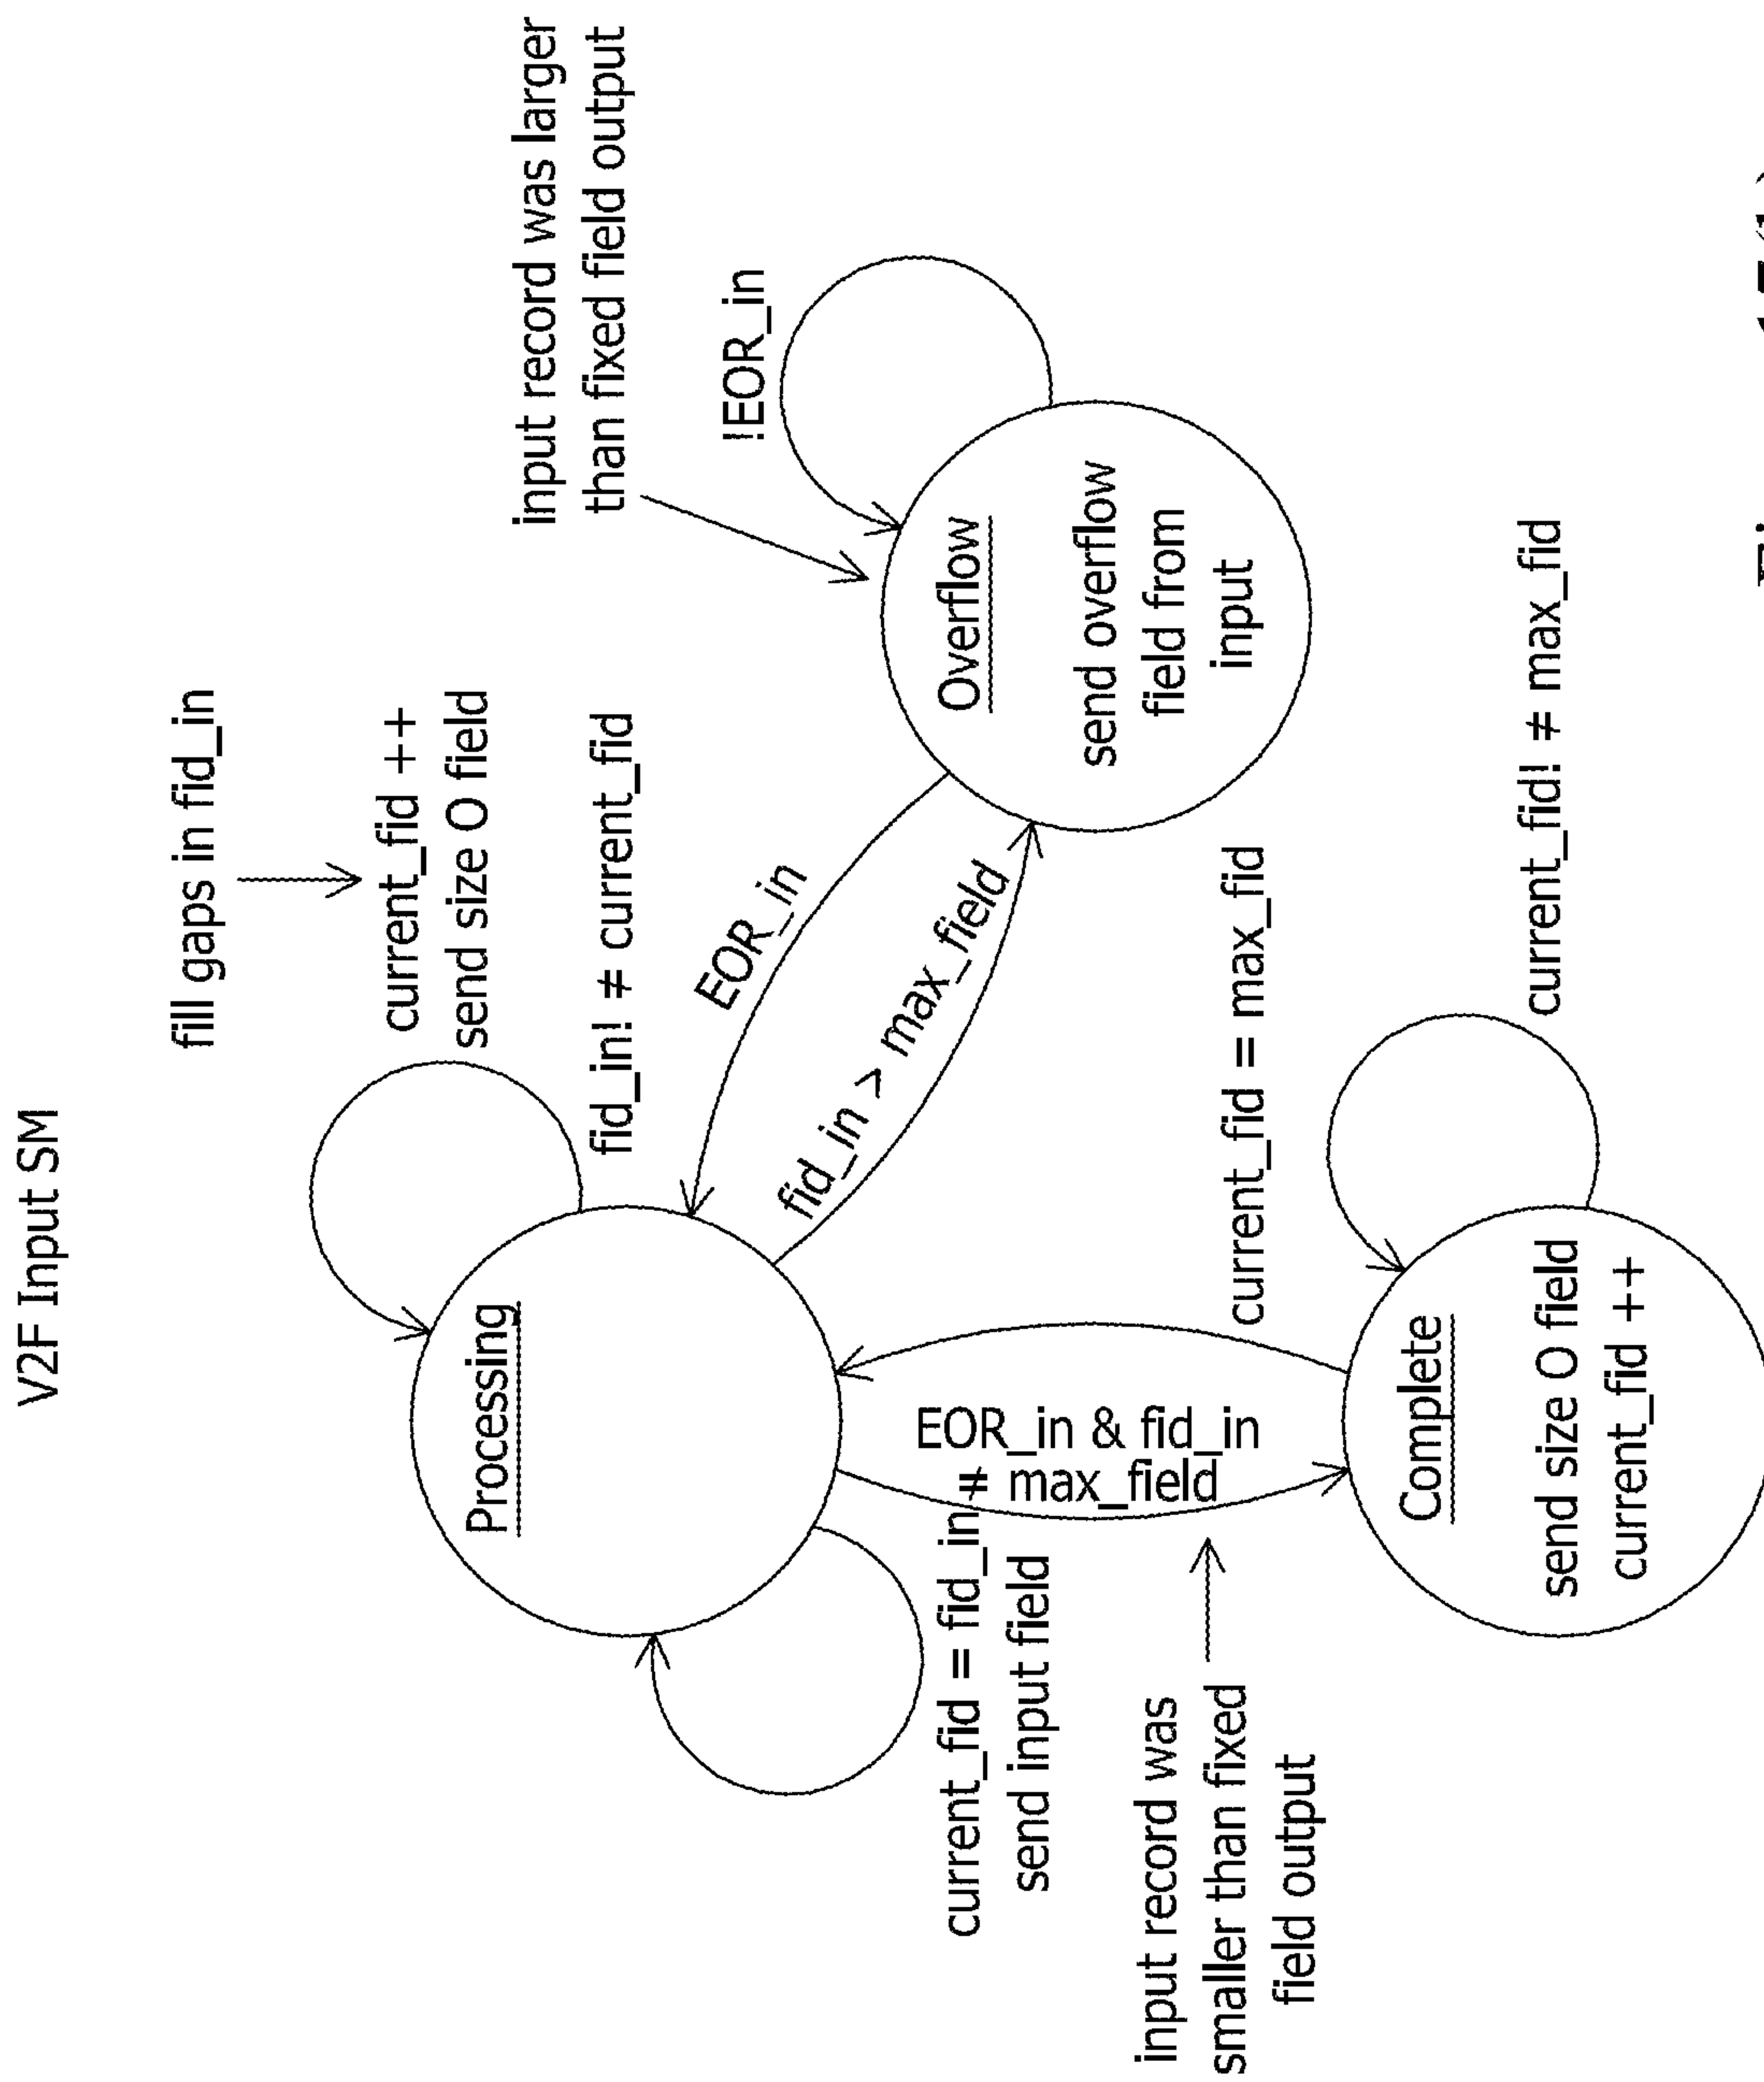 V2F Input SM
fill gaps in fid_in
current_fid ++
send size O field
fid_in! ≠ current_fid
input record was larger
than fixed field output
!EOR_in
Processing
EOR_in
fid_in > max_field
Overflow
send overflow
field from
input
current_fid = fid_in
send input field
EOR_in & fid_in
≠ max_field
current_fid = max_fid
input record was
smaller than fixed
field output
Complete
send size O field
current_fid ++
current_fid! ≠ max_fid